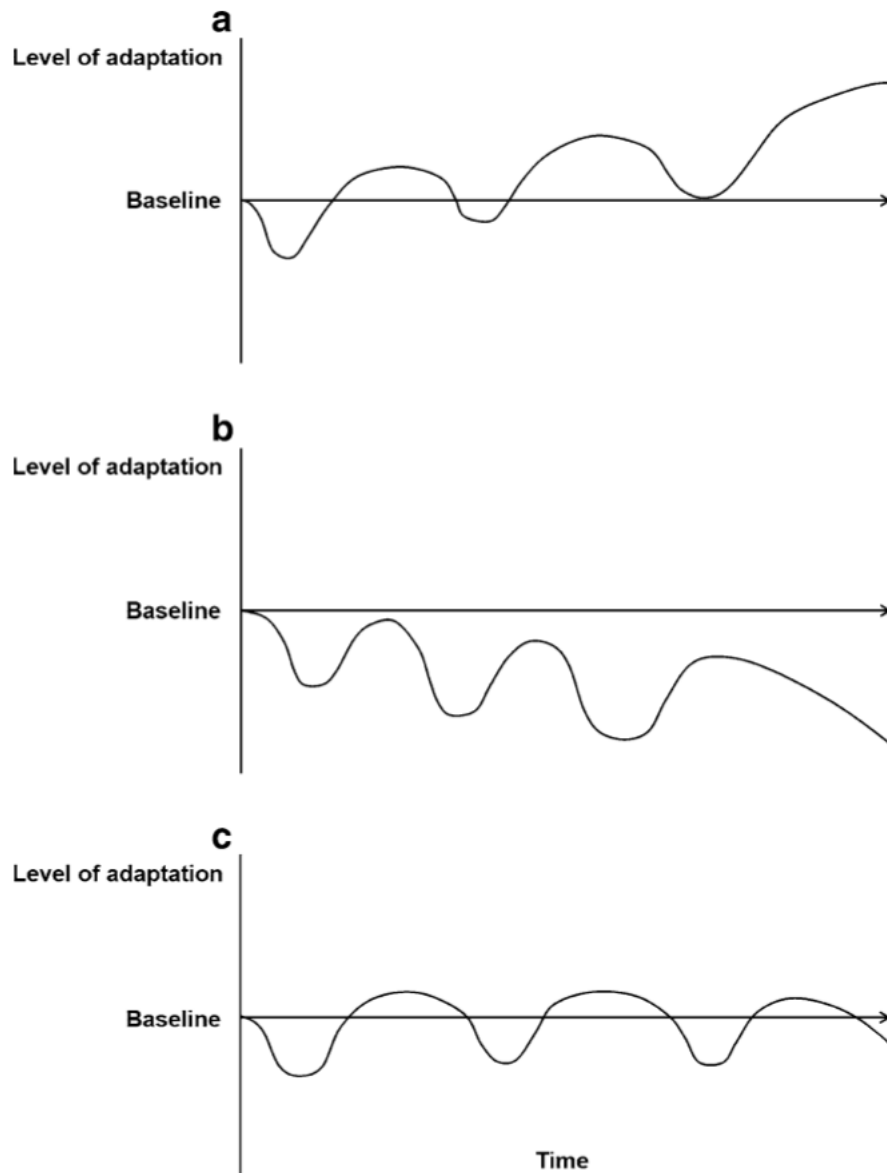 a
Level of adaptation
Baseline
b
Level of adaptation
Baseline
c
Level of adaptation
Baseline
Time